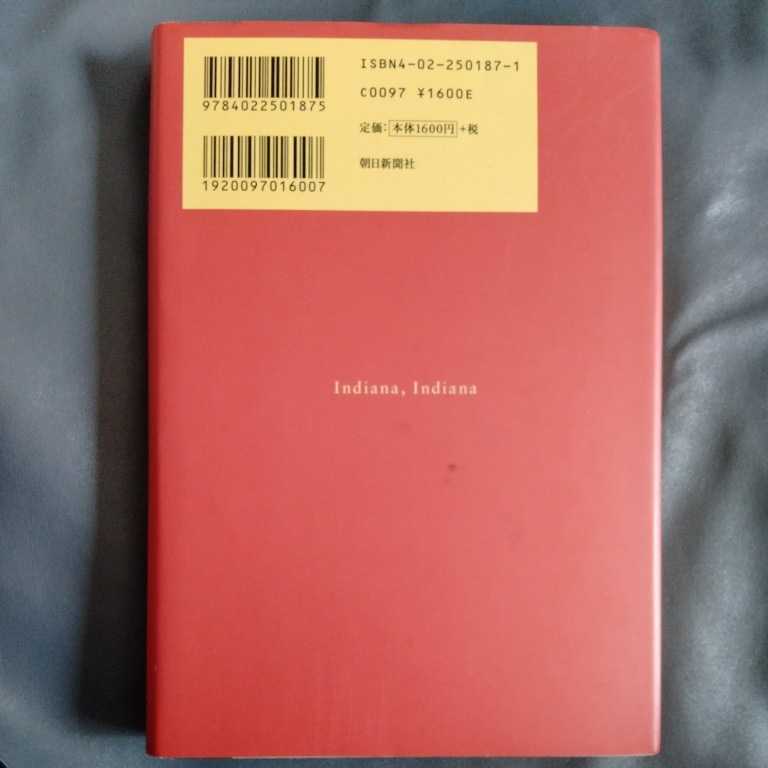 ISBN4-02-250187-1
C0097 ¥1600E
9784022501875
定価: 本体1600円 +税
朝日新聞社
1920097016007
Indiana, Indiana